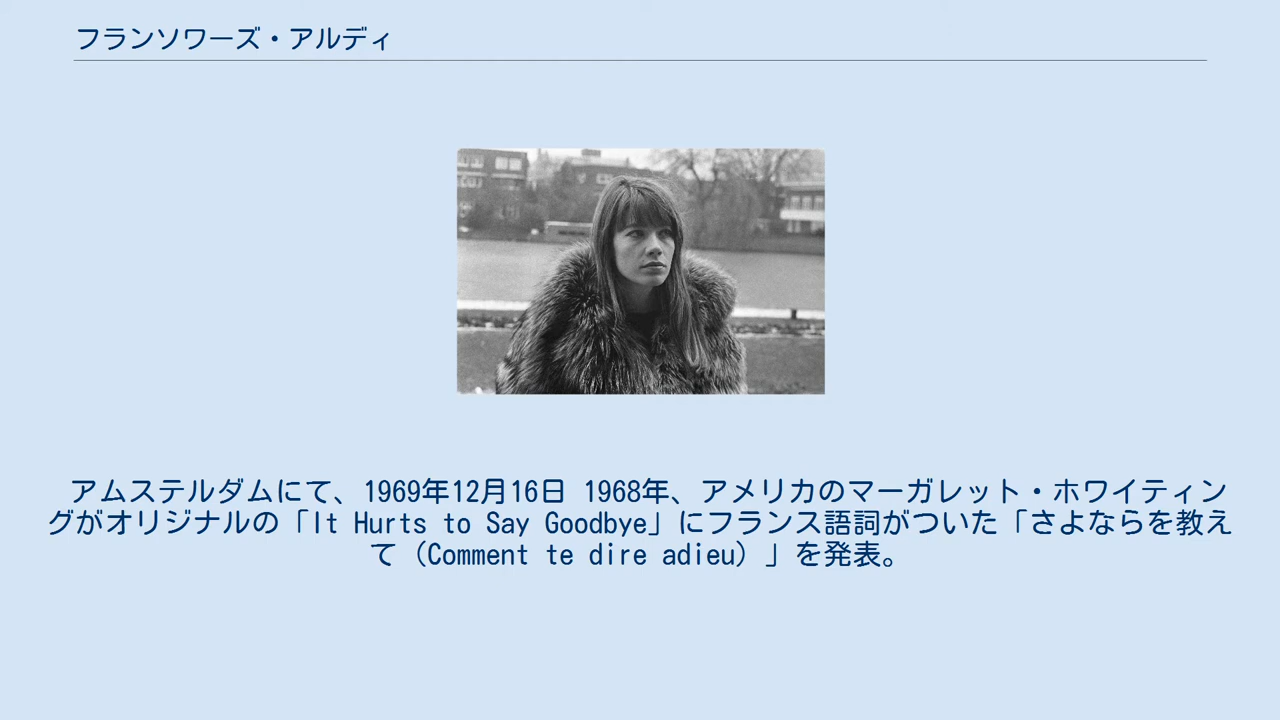 フランソワーズ・アルディ
アムステルダムにて、1969年12月16日 1968年、アメリカのマーガレット・ホワイティン
グがオリジナルの「It Hurts to Say Goodbye」にフランス語詞がついた「さよならを教え
て（Comment te dire adieu）」を発表。